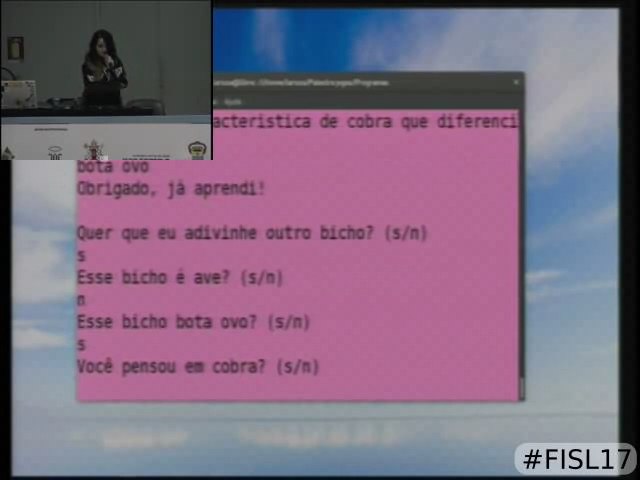 acteristica de cobra que diferenci
bota ovo
Obrigado, já aprendi!
Quer que eu adivinhe outro bicho? (s/n)
s
Esse bicho é ave? (s/n)
n
Esse bicho bota ovo? (s/n)
s
Você pensou em cobra? (s/n)
#FISL17